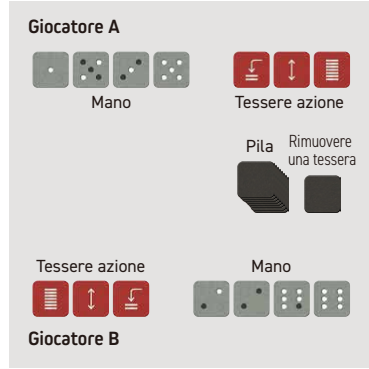 Giocatore A
Mano
Tessere azione
Pila
Rimuovere
una tessera
Tessere azione
Mano
Giocatore B